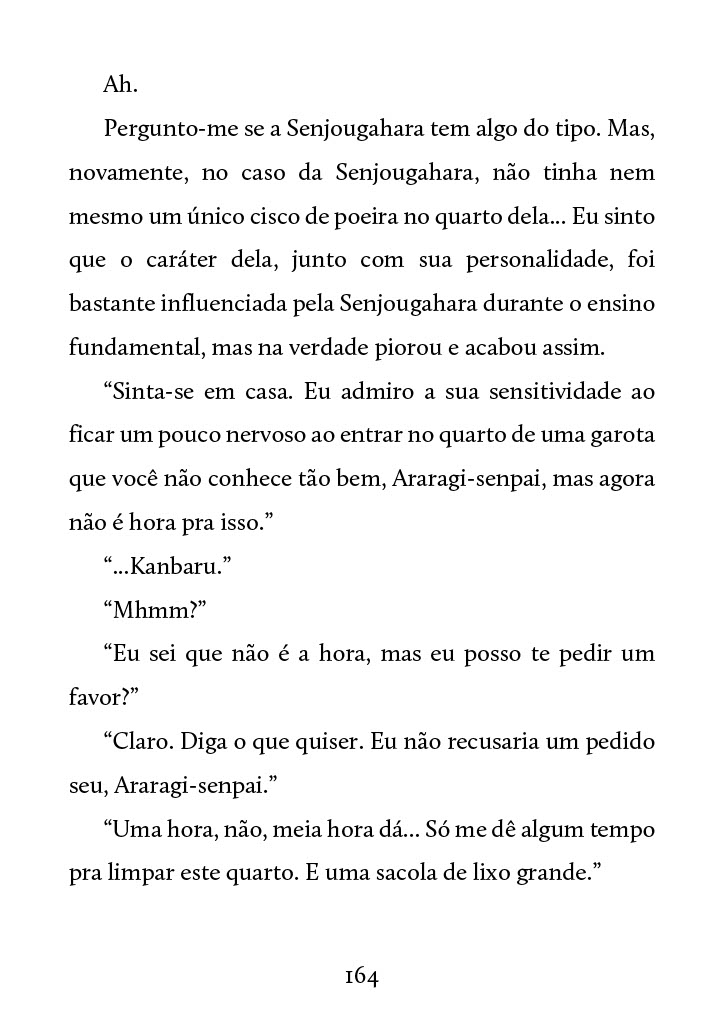 Ah.
Pergunto-me se a Senjougahara tem algo do tipo. Mas,
novamente, no caso da Senjougahara, não tinha nem
mesmo um único cisco de poeira no quarto dela... Eu sinto
que o caráter dela, junto com sua personalidade, foi
bastante influenciada pela Senjougahara durante o ensino
fundamental, mas na verdade piorou e acabou assim.
“Sinta-se em casa. Eu admiro a sua sensitividade ao
ficar um pouco nervoso ao entrar no quarto de uma garota
que você não conhece tão bem, Araragi-senpai, mas agora
não é hora pra isso.”
“...Kanbaru.”
“Mhmm?”
“Eu sei que não é a hora, mas eu posso te pedir um
favor?”
“Claro. Diga o que quiser. Eu não recusaria um pedido
seu, Araragi-senpai.”
“Uma hora, não, meia hora dá... Só me dê algum tempo
pra limpar este quarto. E uma sacola de lixo grande.”
164